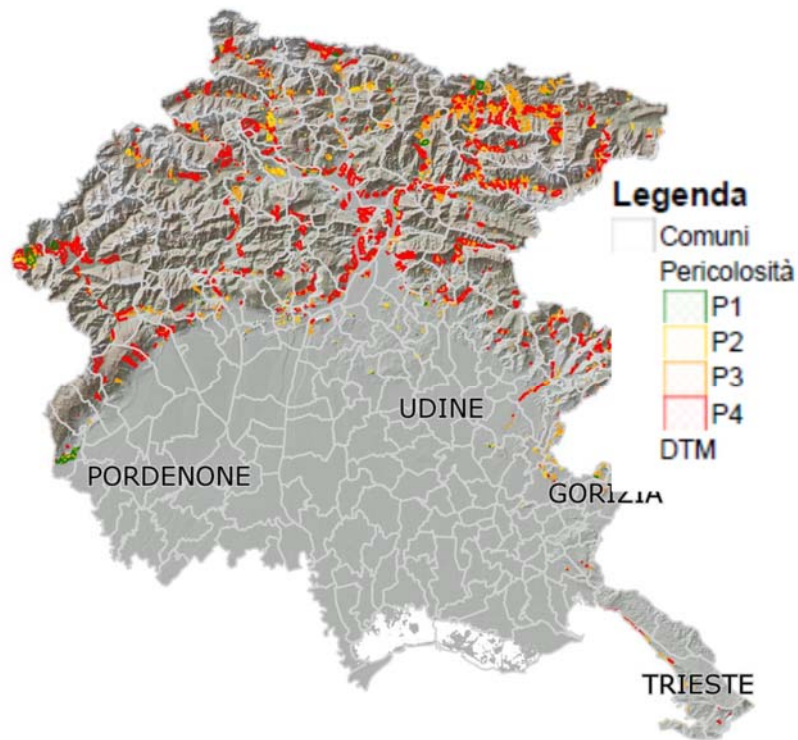 Legenda
Comuni
Pericolosità
P1
P2
P3
P4
DTM
UDINE
PORDENONE
GORIZIA
TRIESTE